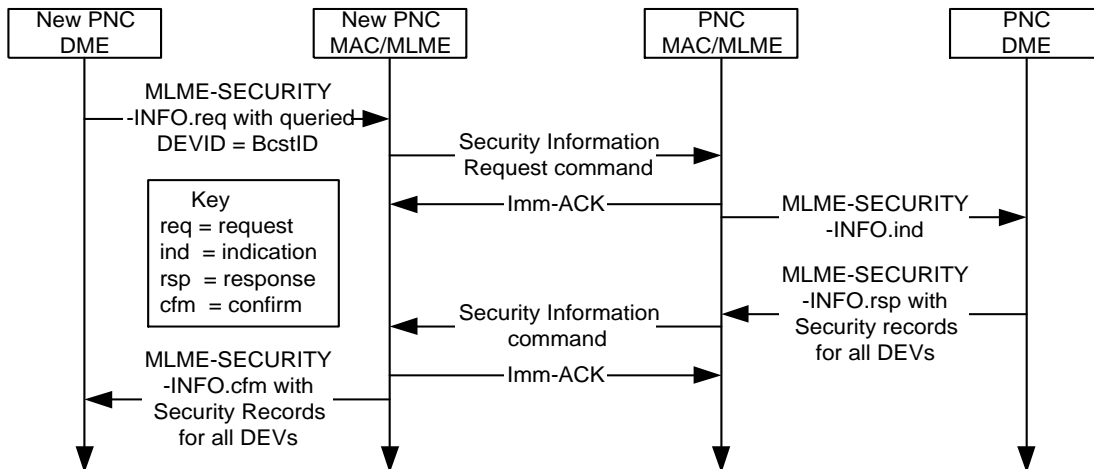 New PNC
DME
New PNC
MAC/MLME
PNC
MAC/MLME
PNC
DME
MLME-SECURITY
-INFO.req with queried
DEVID = BcstID
Security Information
Request command
Imm-ACK
MLME-SECURITY
-INFO.ind
Key
req = request
ind = indication
rsp = response
cfm = confirm
MLME-SECURITY
-INFO.rsp with
Security records
for all DEVs
Security Information
command
Imm-ACK
MLME-SECURITY
-INFO.cfm with
Security Records
for all DEVs